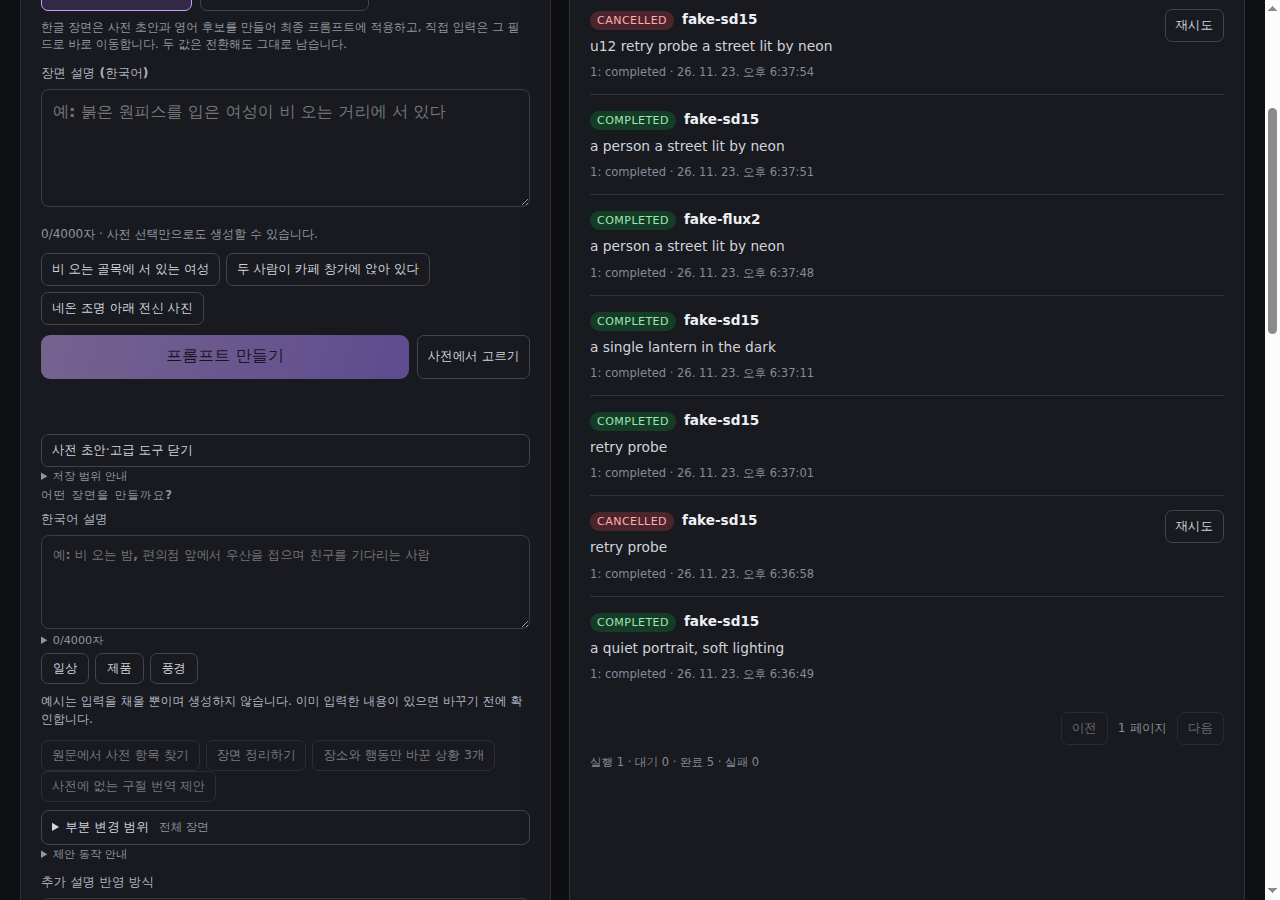 한글 장면은 사전 초안과 영어 후보를 만들어 최종 프롬프트에 적용하고, 직접 입력은 그 필
드로 바로 이동합니다. 두 값은 전환해도 그대로 남습니다.
장면 설명 (한국어)
예: 붉은 원피스를 입은 여성이 비 오는 거리에 서 있다
0/4000자 · 사전 선택만으로도 생성할 수 있습니다.
비 오는 골목에 서 있는 여성
두 사람이 카페 창가에 앉아 있다
네온 조명 아래 전신 사진
프롬프트 만들기
사전에서 고르기
사전 초안·고급 도구 닫기
▶ 저장 범위 안내
어떤 장면을 만들까요?
한국어 설명
예: 비 오는 밤, 편의점 앞에서 우산을 접으며 친구를 기다리는 사람
▶ 0/4000자
일상
제품
풍경
예시는 입력을 채울 뿐이며 생성하지 않습니다. 이미 입력한 내용이 있으면 바꾸기 전에 확
인합니다.
원문에서 사전 항목 찾기
장면 정리하기
장소와 행동만 바꾼 상황 3개
사전에 없는 구절 번역 제안
▶ 부분 변경 범위 전체 장면
▶ 제안 동작 안내
추가 설명 반영 방식
CANCELLED fake-sd15
재시도
u12 retry probe a street lit by neon
1: completed · 26. 11. 23. 오후 6:37:54
COMPLETED fake-sd15
a person a street lit by neon
1: completed · 26. 11. 23. 오후 6:37:51
COMPLETED fake-flux2
a person a street lit by neon
1: completed · 26. 11. 23. 오후 6:37:48
COMPLETED fake-sd15
a single lantern in the dark
1: completed · 26. 11. 23. 오후 6:37:11
COMPLETED fake-sd15
retry probe
1: completed · 26. 11. 23. 오후 6:37:01
CANCELLED fake-sd15
재시도
retry probe
1: completed · 26. 11. 23. 오후 6:36:58
COMPLETED fake-sd15
a quiet portrait, soft lighting
1: completed · 26. 11. 23. 오후 6:36:49
이전
1 페이지
다음
실행 1 · 대기 0 · 완료 5 · 실패 0